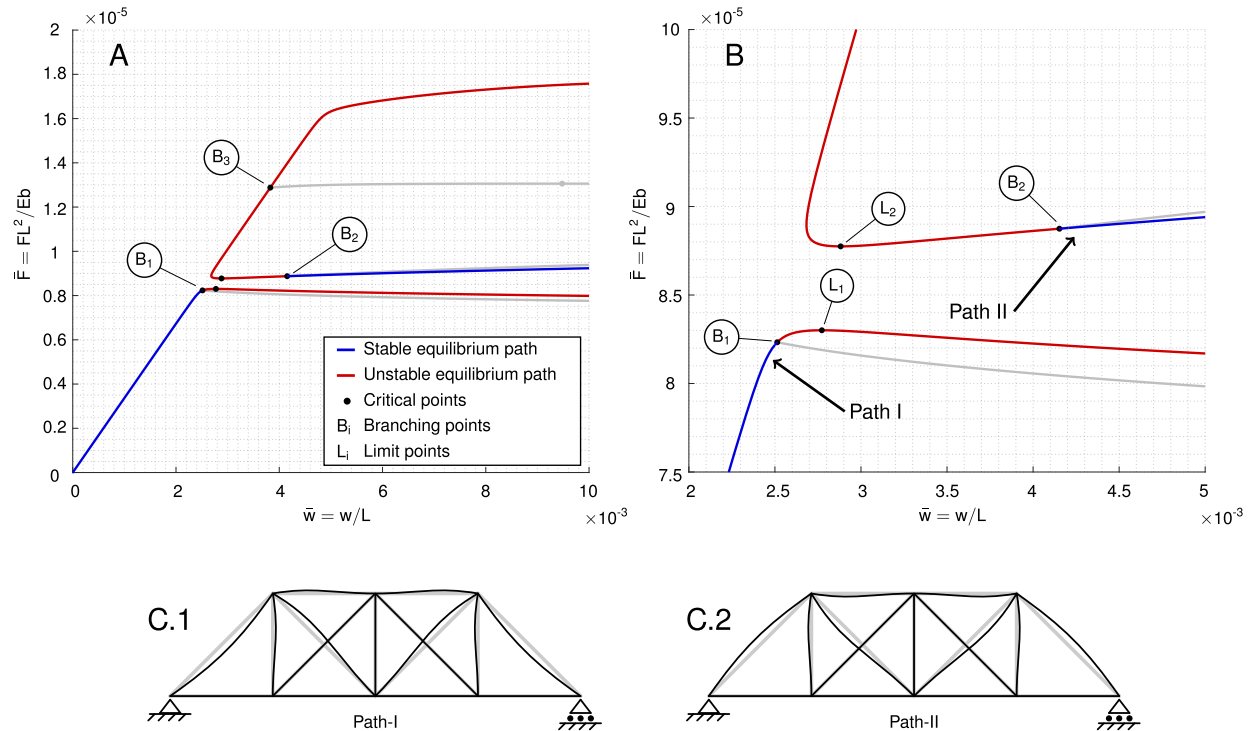 ×10⁻⁵
A
F̄ = FL²/Eb
2
1.8
1.6
1.4
1.2
1
0.8
0.6
0.4
0.2
0
B₃
B₂
B₁
Stable equilibrium path
Unstable equilibrium path
Critical points
Bᵢ Branching points
Lᵢ Limit points
0 2 4 6 8 10
w̄ = w/L
×10⁻³
×10⁻⁵
B
F̄ = FL²/Eb
10
9.5
9
8.5
8
7.5
B₂
L₂
Path II
L₁
B₁
Path I
2 2.5 3 3.5 4 4.5 5
w̄ = w/L
×10⁻³
C.1
Path-I
C.2
Path-II